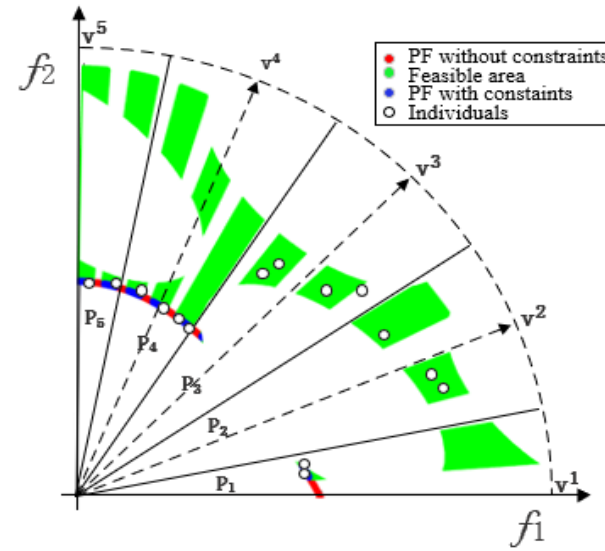 v⁵
f₂
v⁴
PF without constraints
Feasible area
PF with constaints
Individuals
v³
P₅
P₄
P₃
v²
P₂
P₁
v¹
f₁